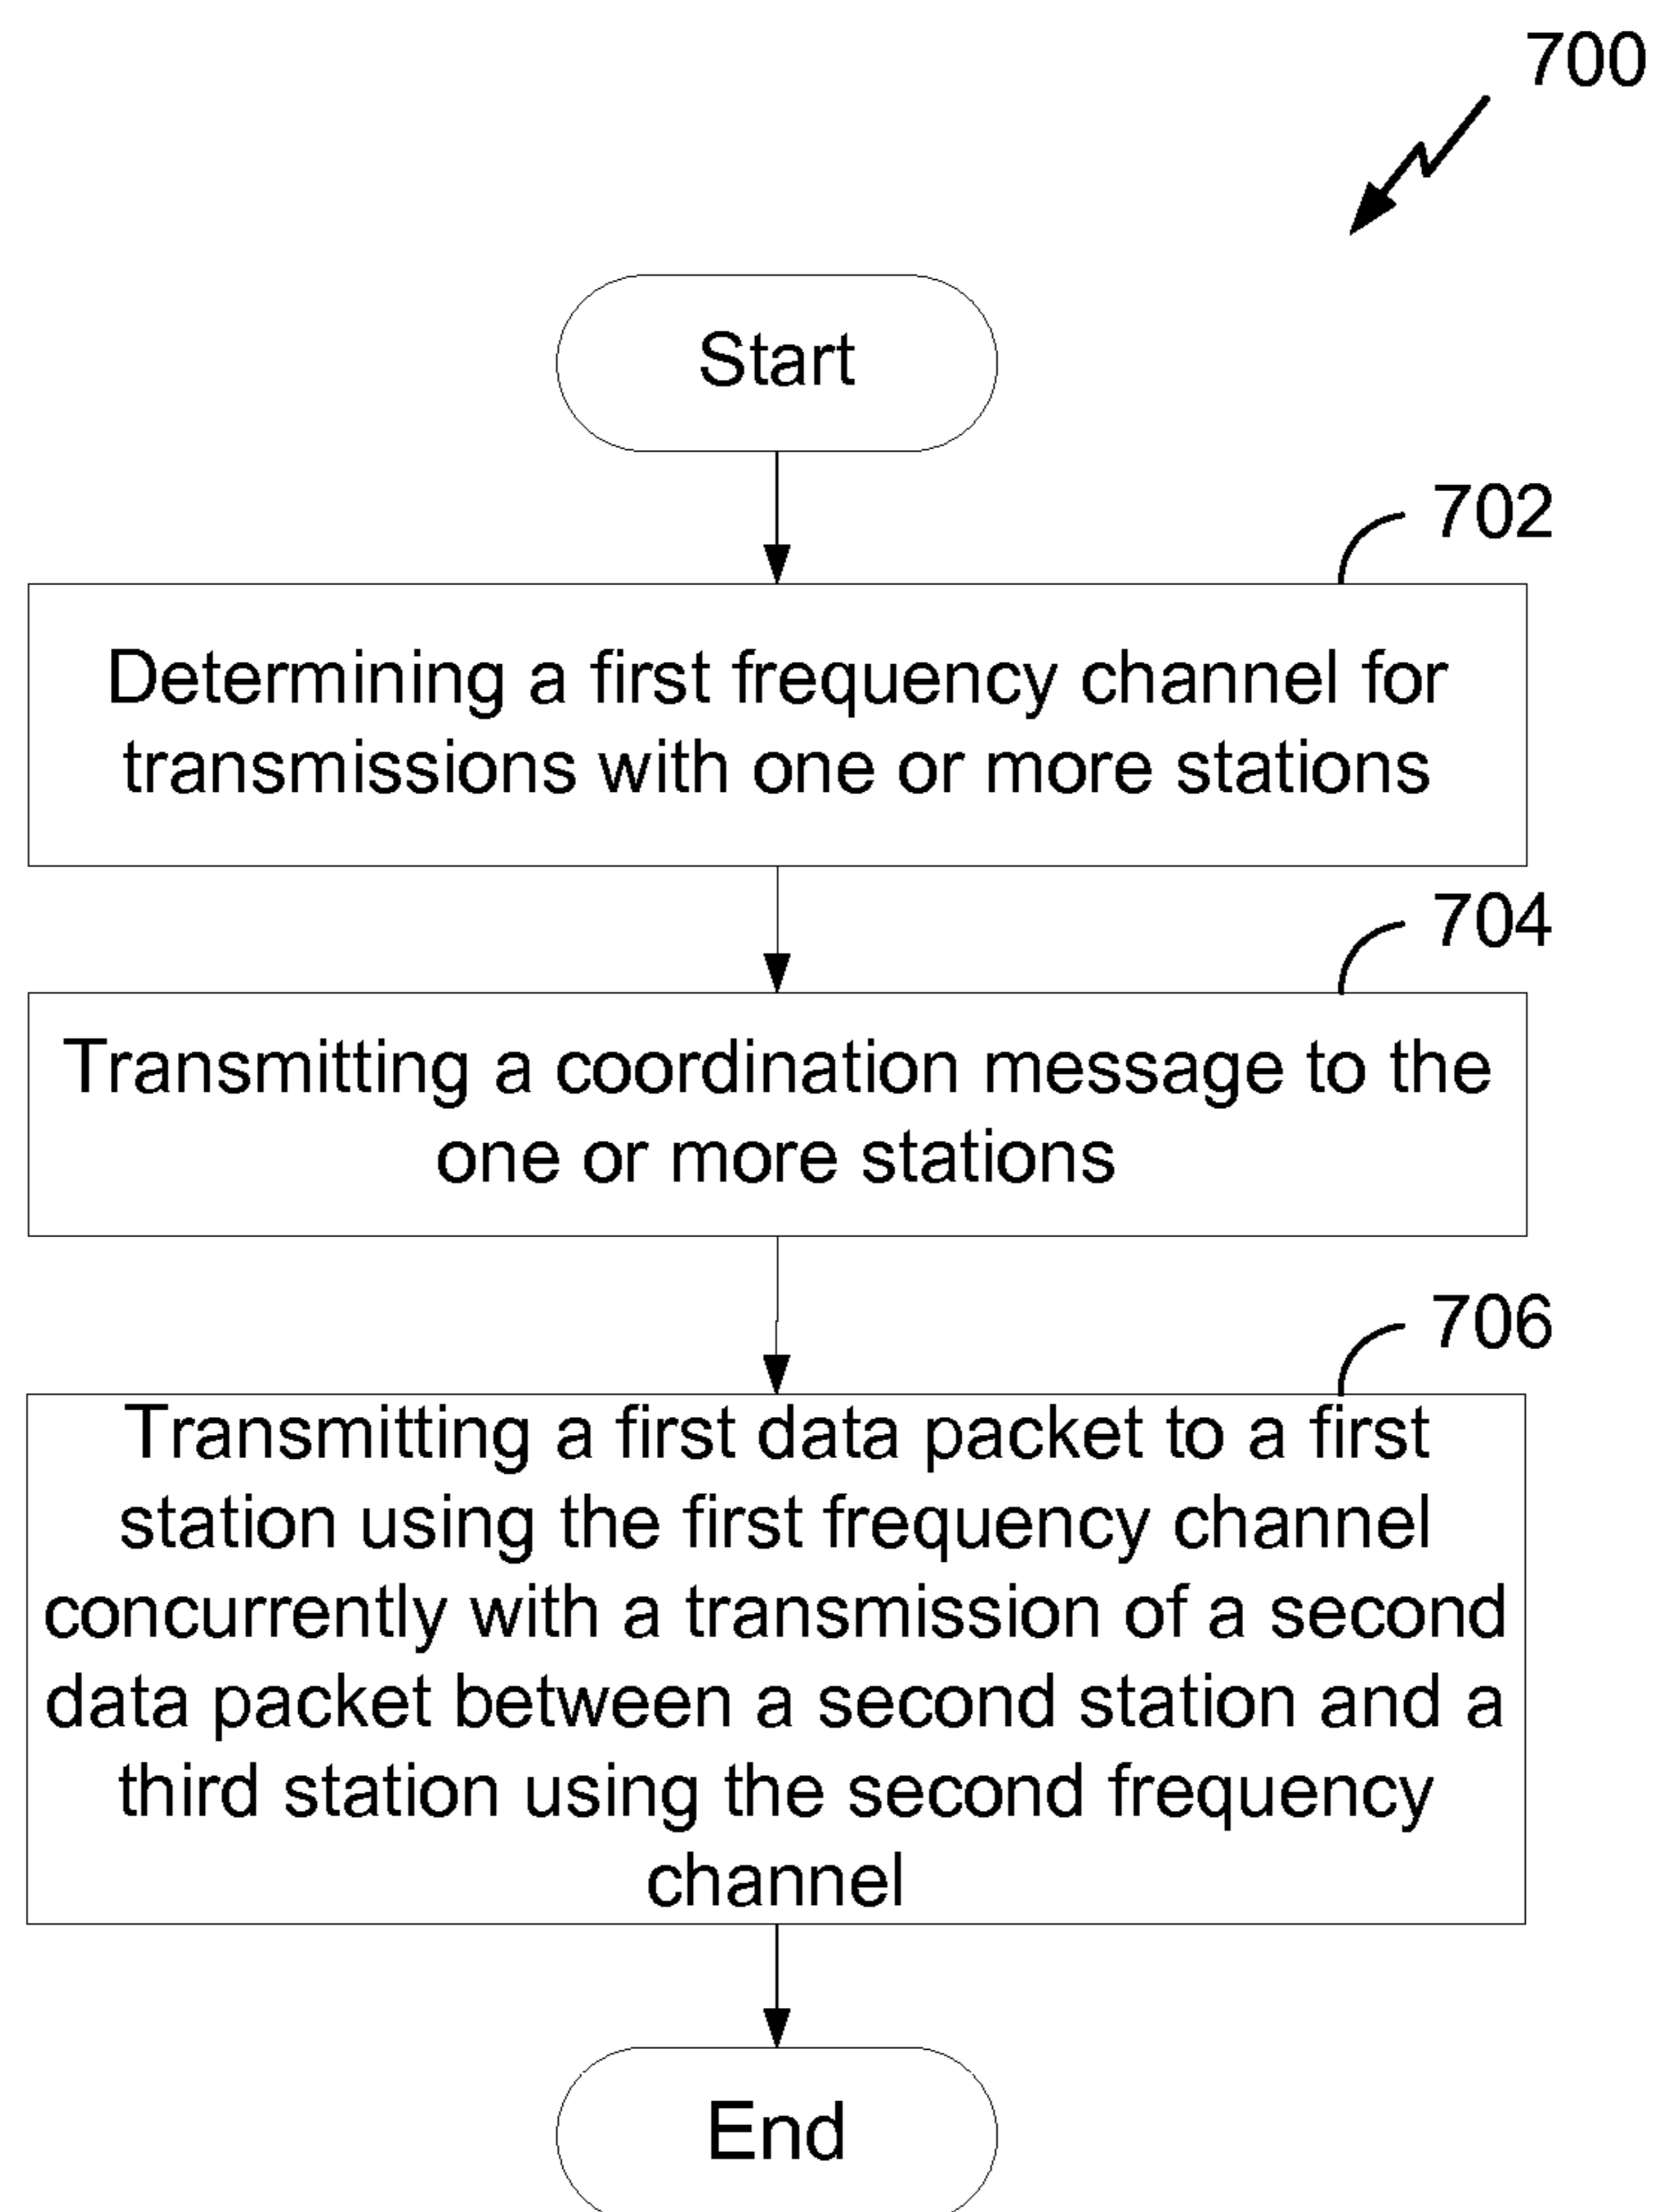 700
Start
702
Determining a first frequency channel for
transmissions with one or more stations
704
Transmitting a coordination message to the
one or more stations
706
Transmitting a first data packet to a first
station using the first frequency channel
concurrently with a transmission of a second
data packet between a second station and a
third station using the second frequency
channel
End